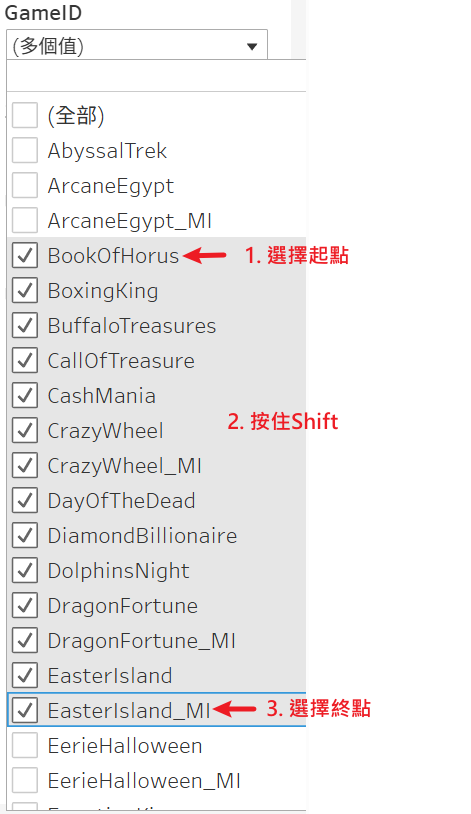 GameID
(多個值)
(全部)
AbyssalTrek
ArcaneEgypt
ArcaneEgypt_MI
BookOfHorus 1. 選擇起點
BoxingKing
BuffaloTreasures
CallOfTreasure
CashMania
2. 按住Shift
CrazyWheel
CrazyWheel_MI
DayOfTheDead
DiamondBillionaire
DolphinsNight
DragonFortune
DragonFortune_MI
EasterIsland
EasterIsland_MI 3. 選擇終點
EerieHalloween
EerieHalloween_MI